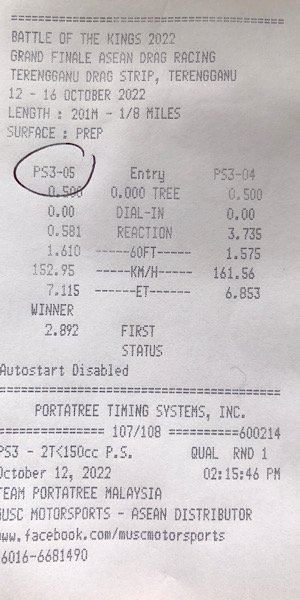 ==============================
BATTLE OF THE KINGS 2022
GRAND FINALE ASEAN DRAG RACING
TERENGGANU DRAG STRIP, TERENGGANU
12 - 16 OCTOBER 2022
LENGTH : 201M - 1/8 MILES
SURFACE : PREP
PS3-05 Entry PS3-04
0.500 0.000 TREE 0.500
0.00 DIAL-IN 0.00
0.581 REACTION 3.735
1.610 -----60FT----- 1.575
152.95 -----KM/H----- 161.56
7.115 ------ET------ 6.853
WINNER
2.892 FIRST
STATUS
Autostart Disabled
==============================
PORTATREE TIMING SYSTEMS, INC.
=============== 107/108 ==========600214
PS3 - 2T<150cc P.S. QUAL RND 1
October 12, 2022 02:15:46 PM
TEAM PORTATREE MALAYSIA
MUSC MOTORSPORTS - ASEAN DISTRIBUTOR
www.facebook.com/muscmotorsports
6016-6681490